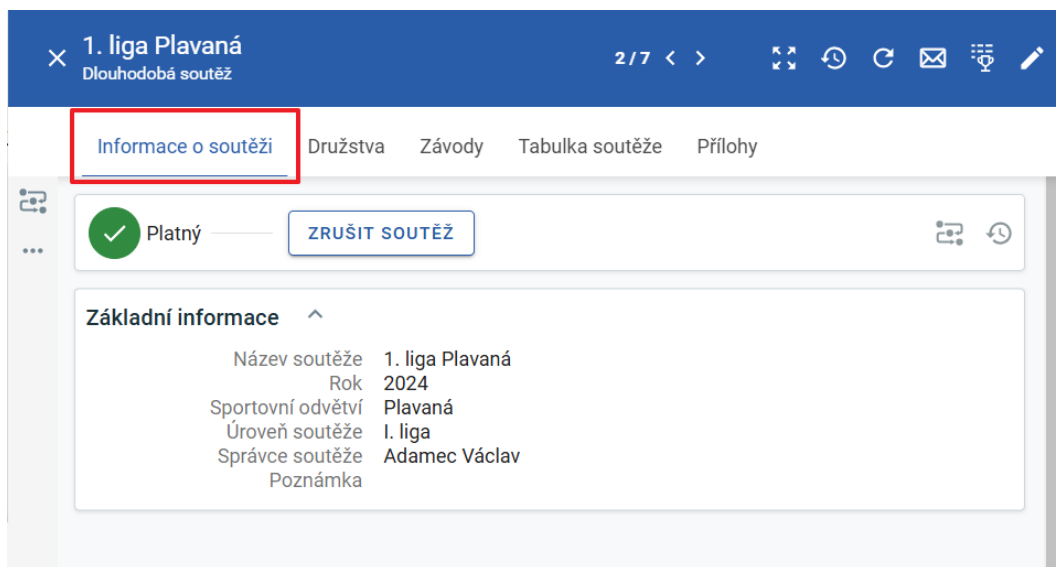 1. liga Plavaná
Dlouhodobá soutěž
2/7
Informace o soutěži Družstva Závody Tabulka soutěže Přílohy
Platný ZRUŠIT SOUTĚŽ
Základní informace
Název soutěže 1. liga Plavaná
Rok 2024
Sportovní odvětví Plavaná
Úroveň soutěže I. liga
Správce soutěže Adamec Václav
Poznámka